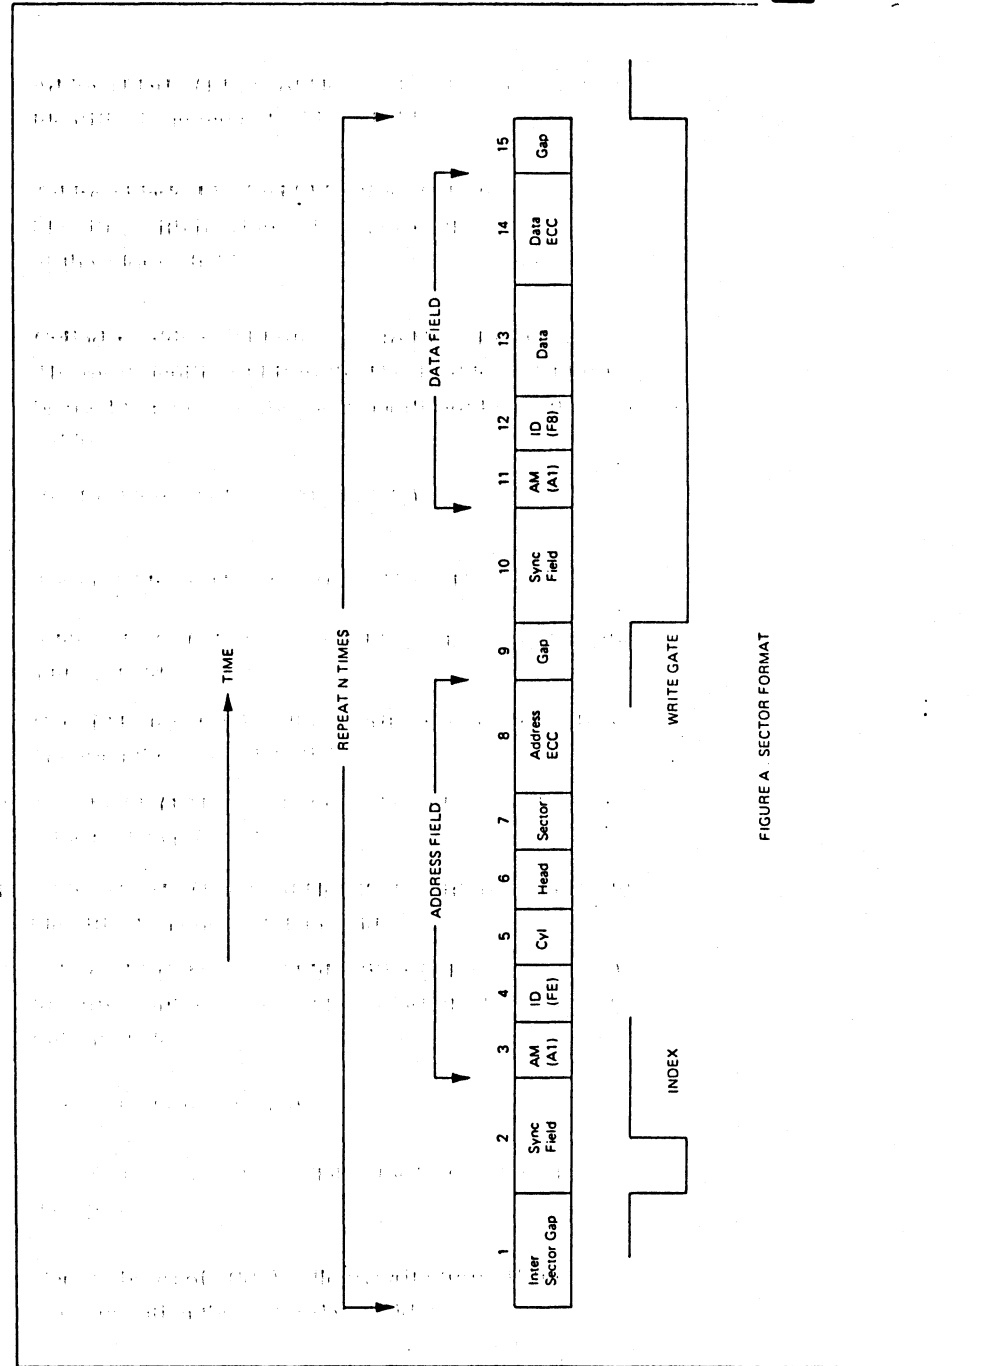 TIME
REPEAT N TIMES
ADDRESS FIELD
DATA FIELD
1 2 3 4 5 6 7 8 9 10 11 12 13 14 15
Inter
Sector Gap
Sync
Field
AM
(A1)
ID
(FE)
Cyl
Head
Sector
Address
ECC
Gap
Sync
Field
AM
(A1)
ID
(F8)
Data
Data
ECC
Gap
INDEX
WRITE GATE
FIGURE A . SECTOR FORMAT